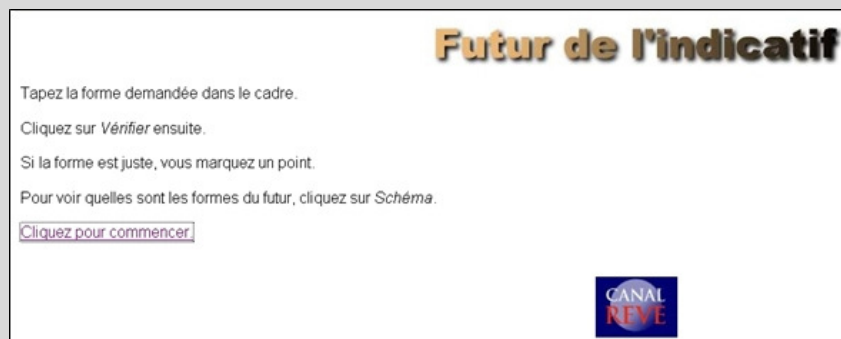 Futur de l'indicatif
Tapez la forme demandée dans le cadre.
Cliquez sur Vérifier ensuite.
Si la forme est juste, vous marquez un point.
Pour voir quelles sont les formes du futur, cliquez sur Schéma.
Cliquez pour commencer.
CANAL
REVE